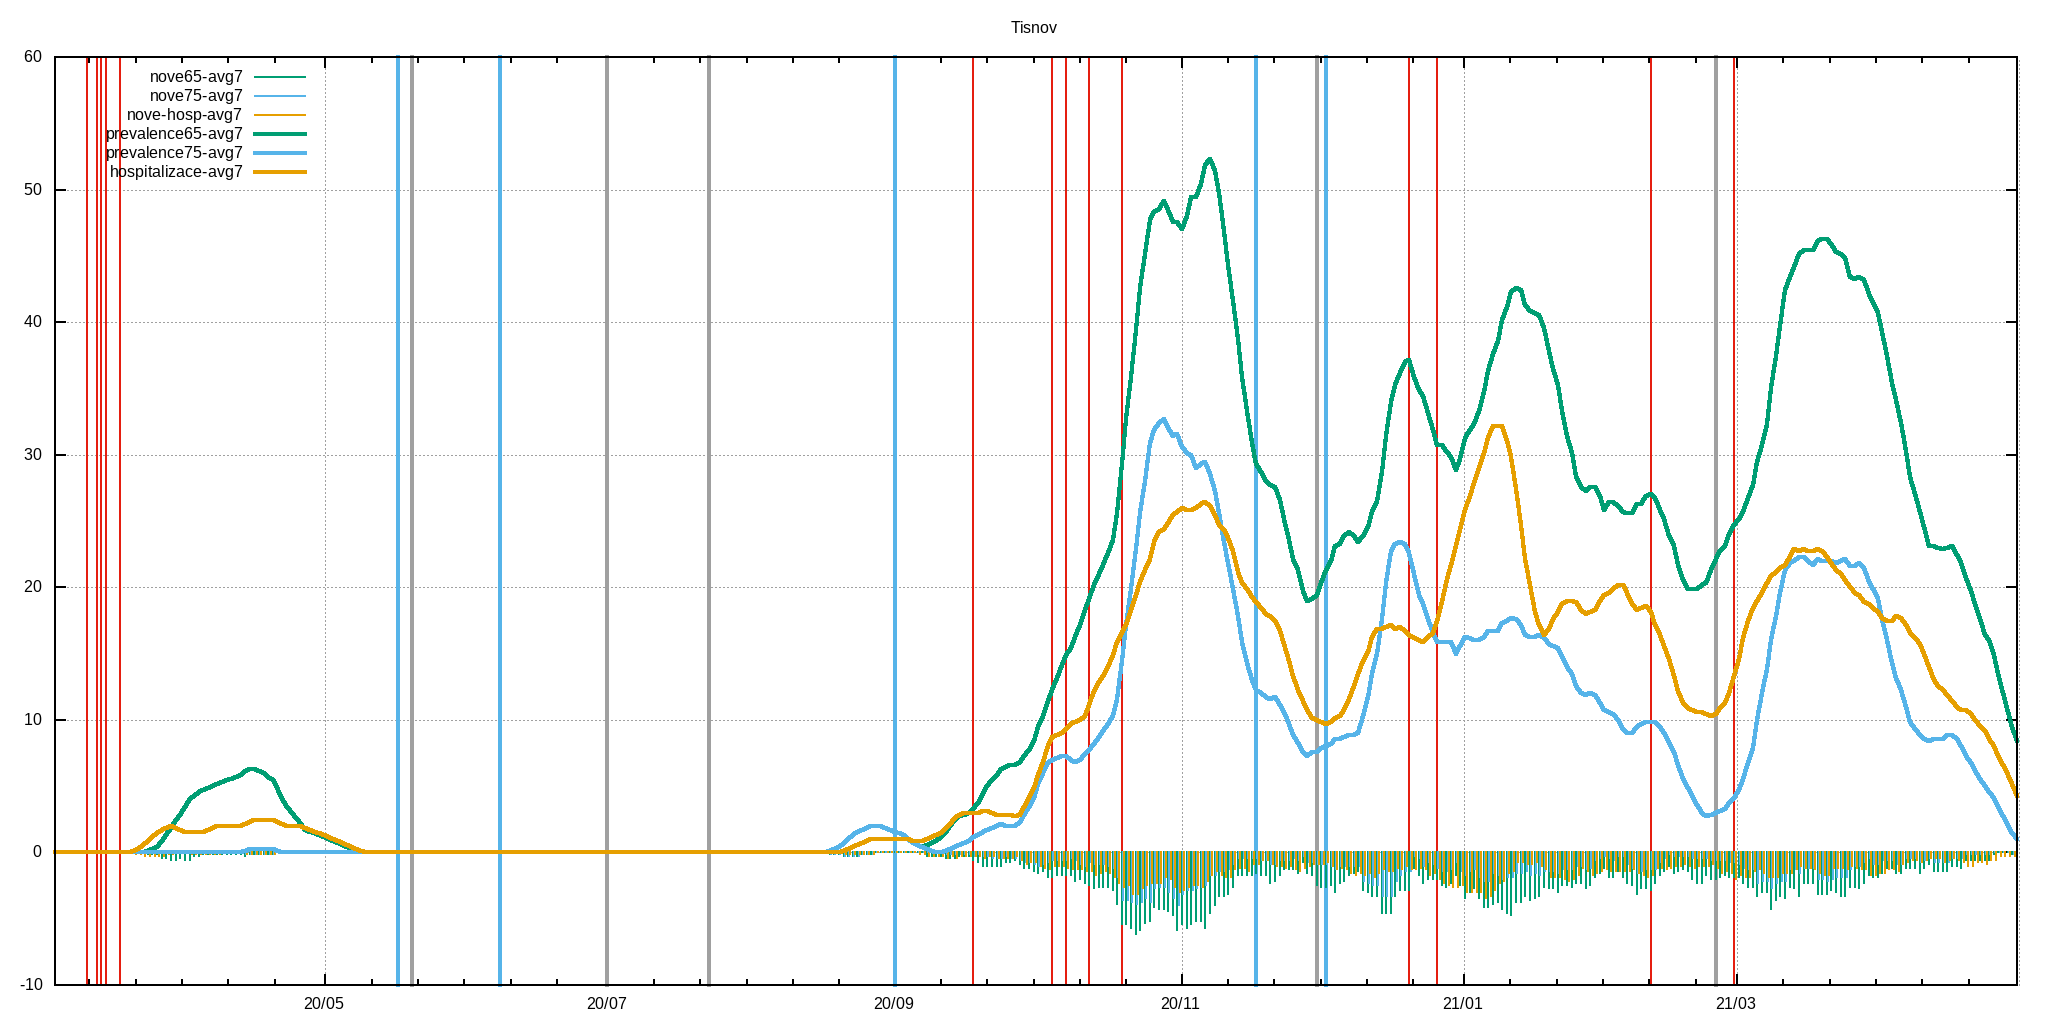 Tisnov
60
50
40
30
20
10
0
-10
nove65-avg7
nove75-avg7
nove-hosp-avg7
prevalence65-avg7
prevalence75-avg7
hospitalizace-avg7
20/05
20/07
20/09
20/11
21/01
21/03